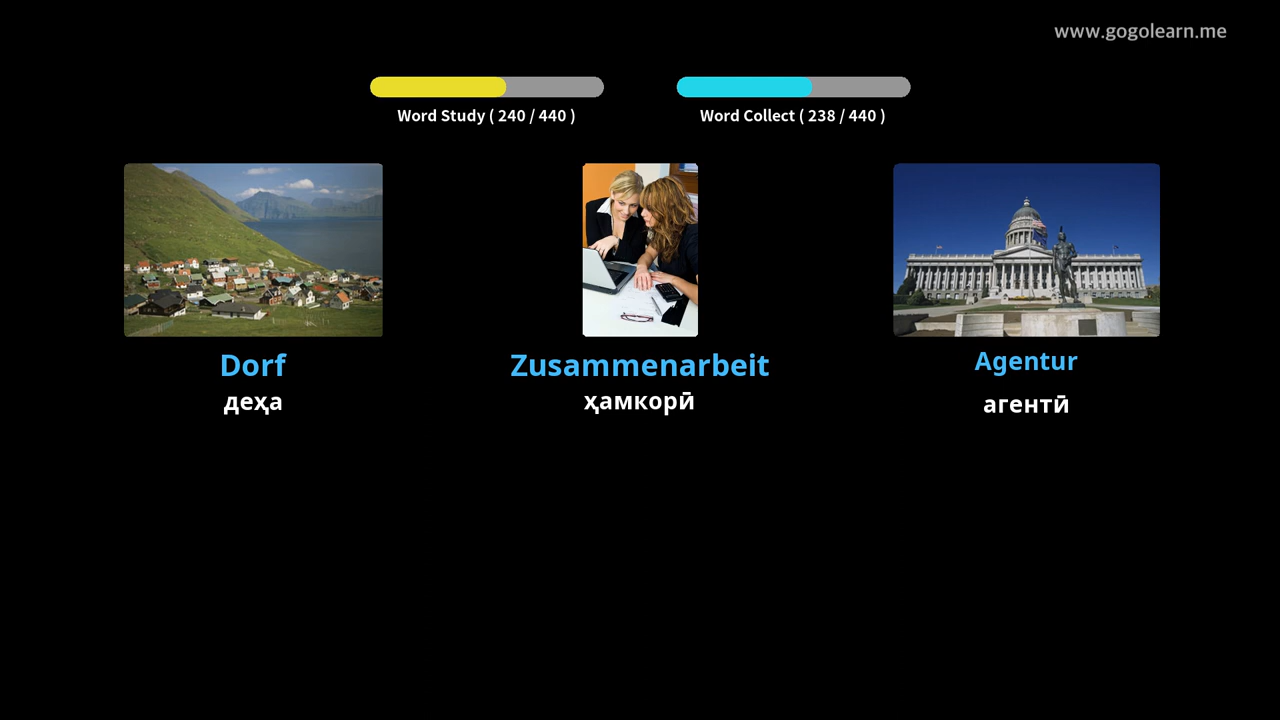 www.gogolearn.me
Word Study ( 240 / 440 )
Word Collect ( 238 / 440 )
Dorf
деҳа
Zusammenarbeit
ҳамкорӣ
Agentur
агентӣ